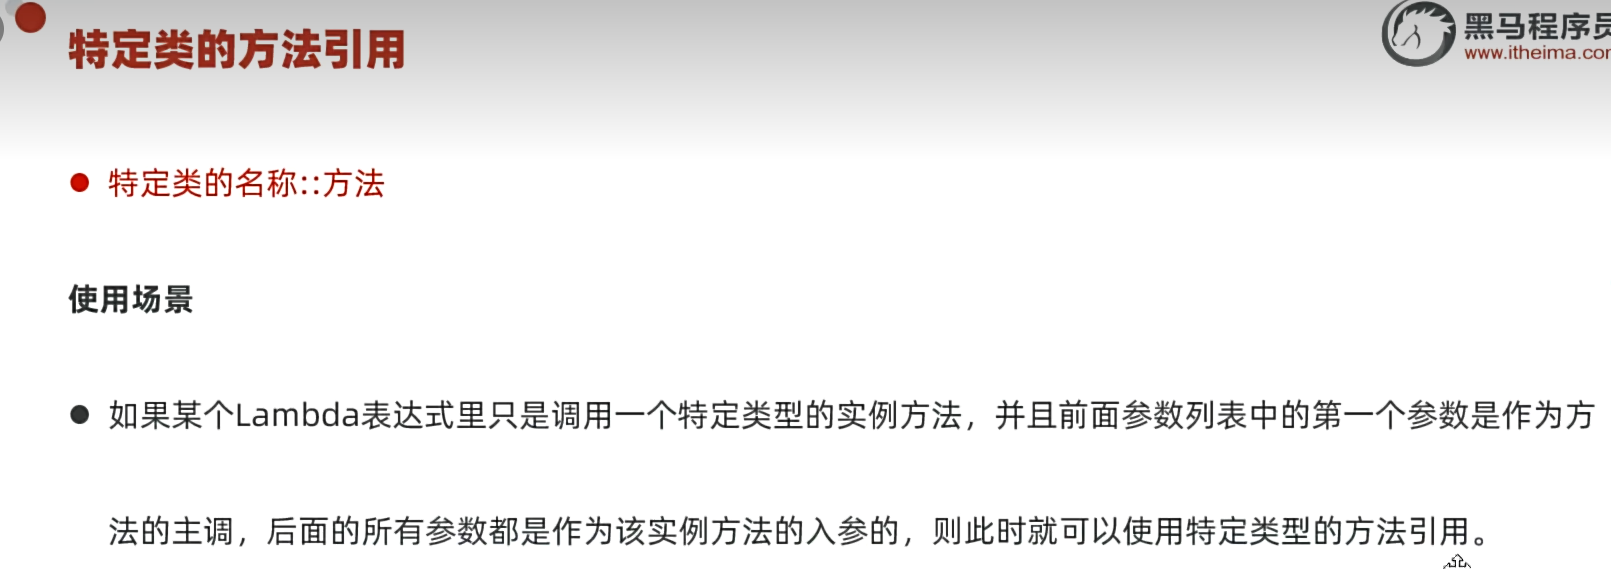 特定类的方法引用
黑马程序员
www.itheima.com
特定类的名称::方法
使用场景
如果某个Lambda表达式里只是调用一个特定类型的实例方法，并且前面参数列表中的第一个参数是作为方
法的主调，后面的所有参数都是作为该实例方法的入参的，则此时就可以使用特定类型的方法引用。